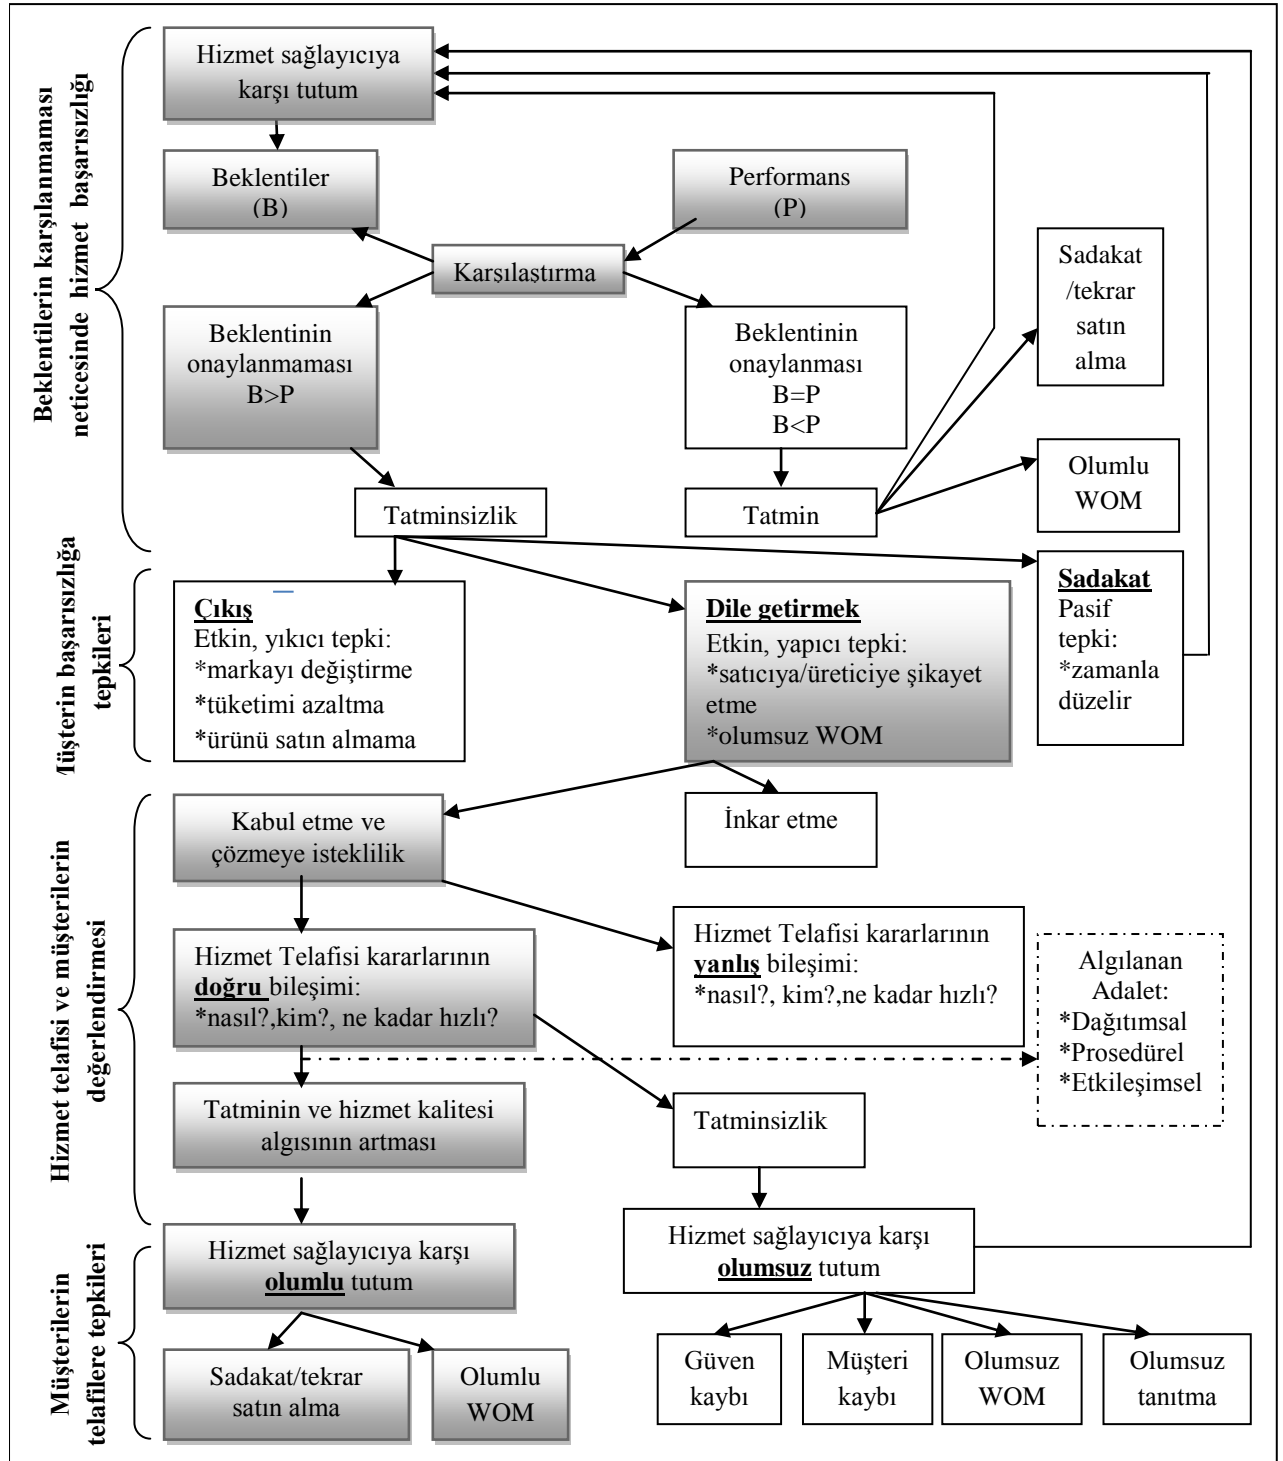 Beklentilerin karşılanmaması
neticesinde hizmet başarısızlığı
Hizmet sağlayıcıya
karşı tutum
Beklentiler
(B)
Performans
(P)
Karşılaştırma
Beklentinin
onaylanmaması
B>P
Beklentinin
onaylanması
B=P
B<P
Sadakat
/tekrar
satın
alma
Olumlu
WOM
Tatminsizlik
Tatmin
Müşterin başarısızlığa
tepkileri
Çıkış
Etkin, yıkıcı tepki:
*markayı değiştirme
*tüketimi azaltma
*ürünü satın almama
Dile getirmek
Etkin, yapıcı tepki:
*satıcıya/üreticiye şikayet
etme
*olumsuz WOM
Sadakat
Pasif
tepki:
*zamanla
düzelir
Hizmet telafisi ve müşterilerin
değerlendirmesi
Kabul etme ve
çözmeye isteklilik
İnkar etme
Hizmet Telafisi kararlarının
doğru bileşimi:
*nasıl?,kim?, ne kadar hızlı?
Hizmet Telafisi kararlarının
yanlış bileşimi:
*nasıl?, kim?,ne kadar hızlı?
Algılanan
Adalet:
*Dağıtımsal
*Prosedürel
*Etkileşimsel
Tatminin ve hizmet kalitesi
algısının artması
Tatminsizlik
Müşterilerin
telafilere tepkileri
Hizmet sağlayıcıya karşı
olumlu tutum
Hizmet sağlayıcıya karşı
olumsuz tutum
Sadakat/tekrar
satın alma
Olumlu
WOM
Güven
kaybı
Müşteri
kaybı
Olumsuz
WOM
Olumsuz
tanıtma